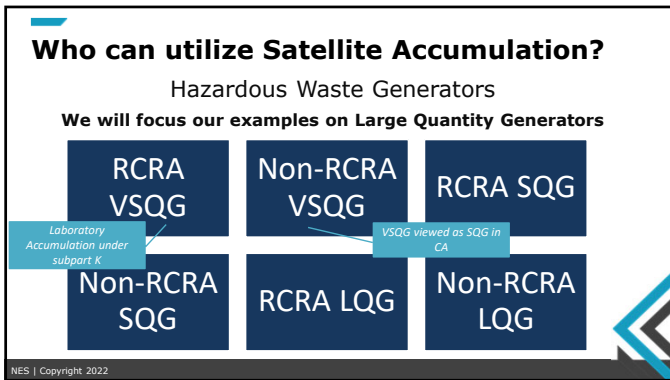 Who can utilize Satellite Accumulation?
Hazardous Waste Generators
We will focus our examples on Large Quantity Generators
RCRA
VSQG
Non-RCRA
VSQG
RCRA SQG
Laboratory
Accumulation under
subpart K
VSQG viewed as SQG in
CA
Non-RCRA
SQG
RCRA LQG
Non-RCRA
LQG
NES | Copyright 2022